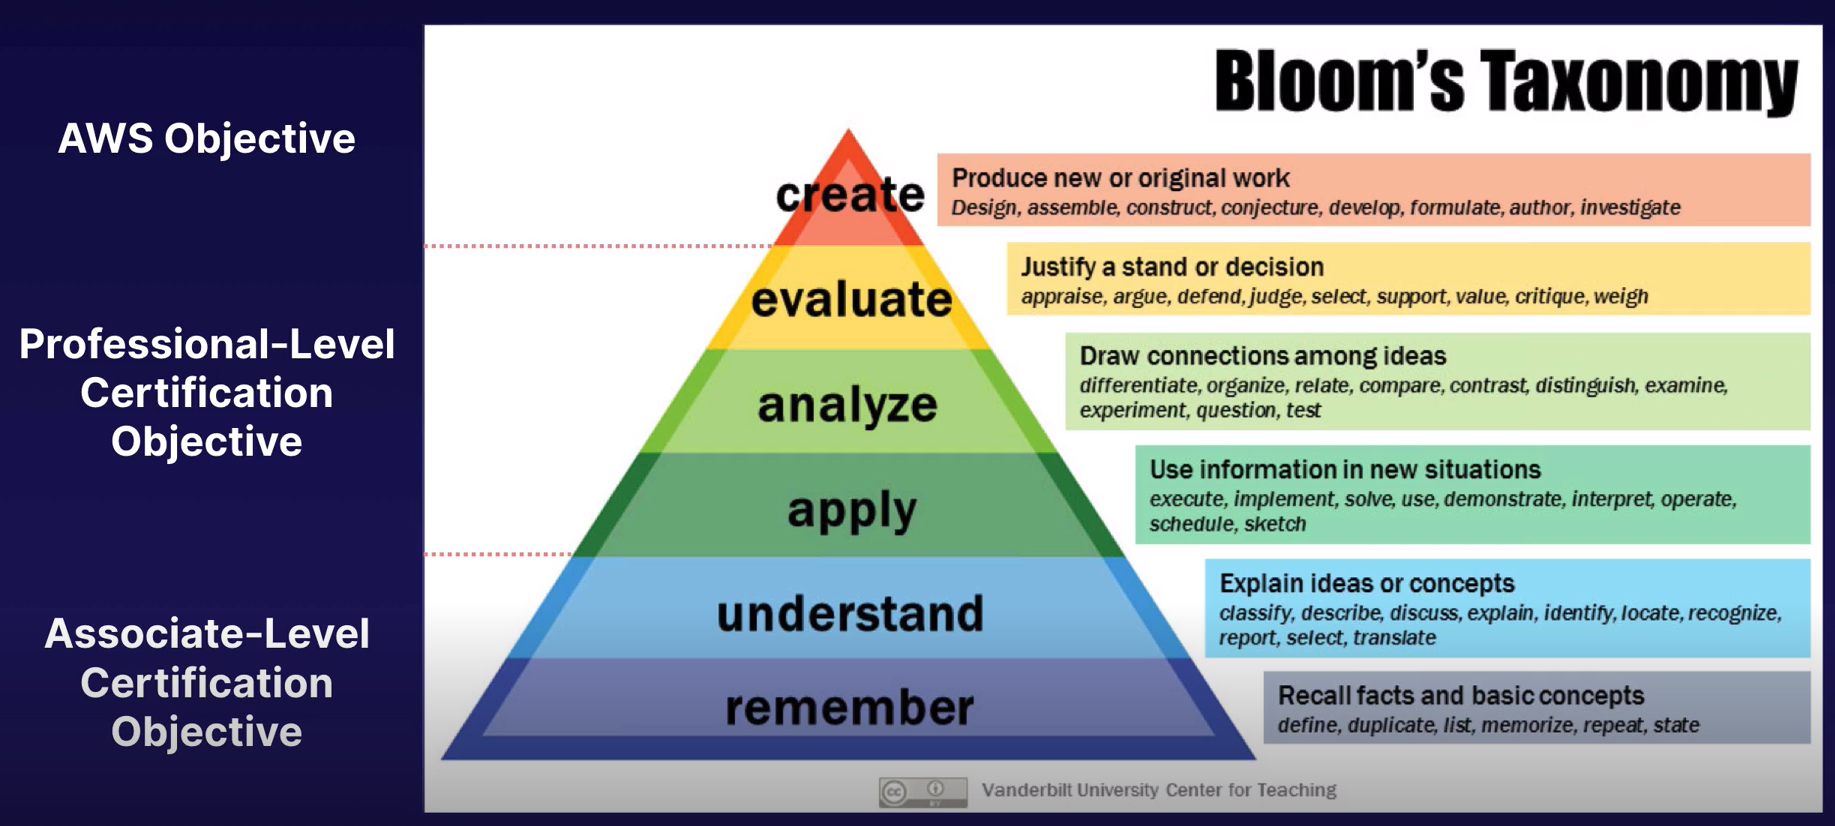 Bloom's Taxonomy
AWS Objective
create
Produce new or original work
Design, assemble, construct, conjecture, develop, formulate, author, investigate
Professional-Level
Certification
Objective
evaluate
Justify a stand or decision
appraise, argue, defend, judge, select, support, value, critique, weigh
analyze
Draw connections among ideas
differentiate, organize, relate, compare, contrast, distinguish, examine,
experiment, question, test
apply
Use information in new situations
execute, implement, solve, use, demonstrate, interpret, operate,
schedule, sketch
Associate-Level
Certification
Objective
understand
Explain ideas or concepts
classify, describe, discuss, explain, identify, locate, recognize,
report, select, translate
remember
Recall facts and basic concepts
define, duplicate, list, memorize, repeat, state
cc
BY
Vanderbilt University Center for Teaching